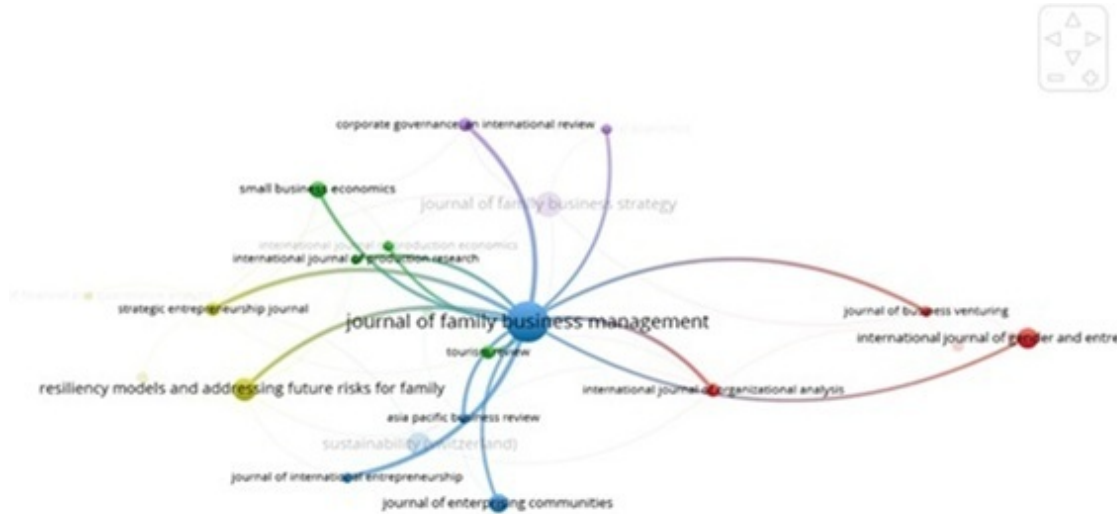 corporate governance: an international review
small business economics
journal of family business strategy
international journal of production economics
international journal of production research
strategic entrepreneurship journal
journal of business venturing
journal of family business management
international journal of gender and entre
tourism review
resiliency models and addressing future risks for family
international journal of organizational analysis
asia pacific business review
sustainability (switzerland)
journal of international entrepreneurship
journal of enterprising communities